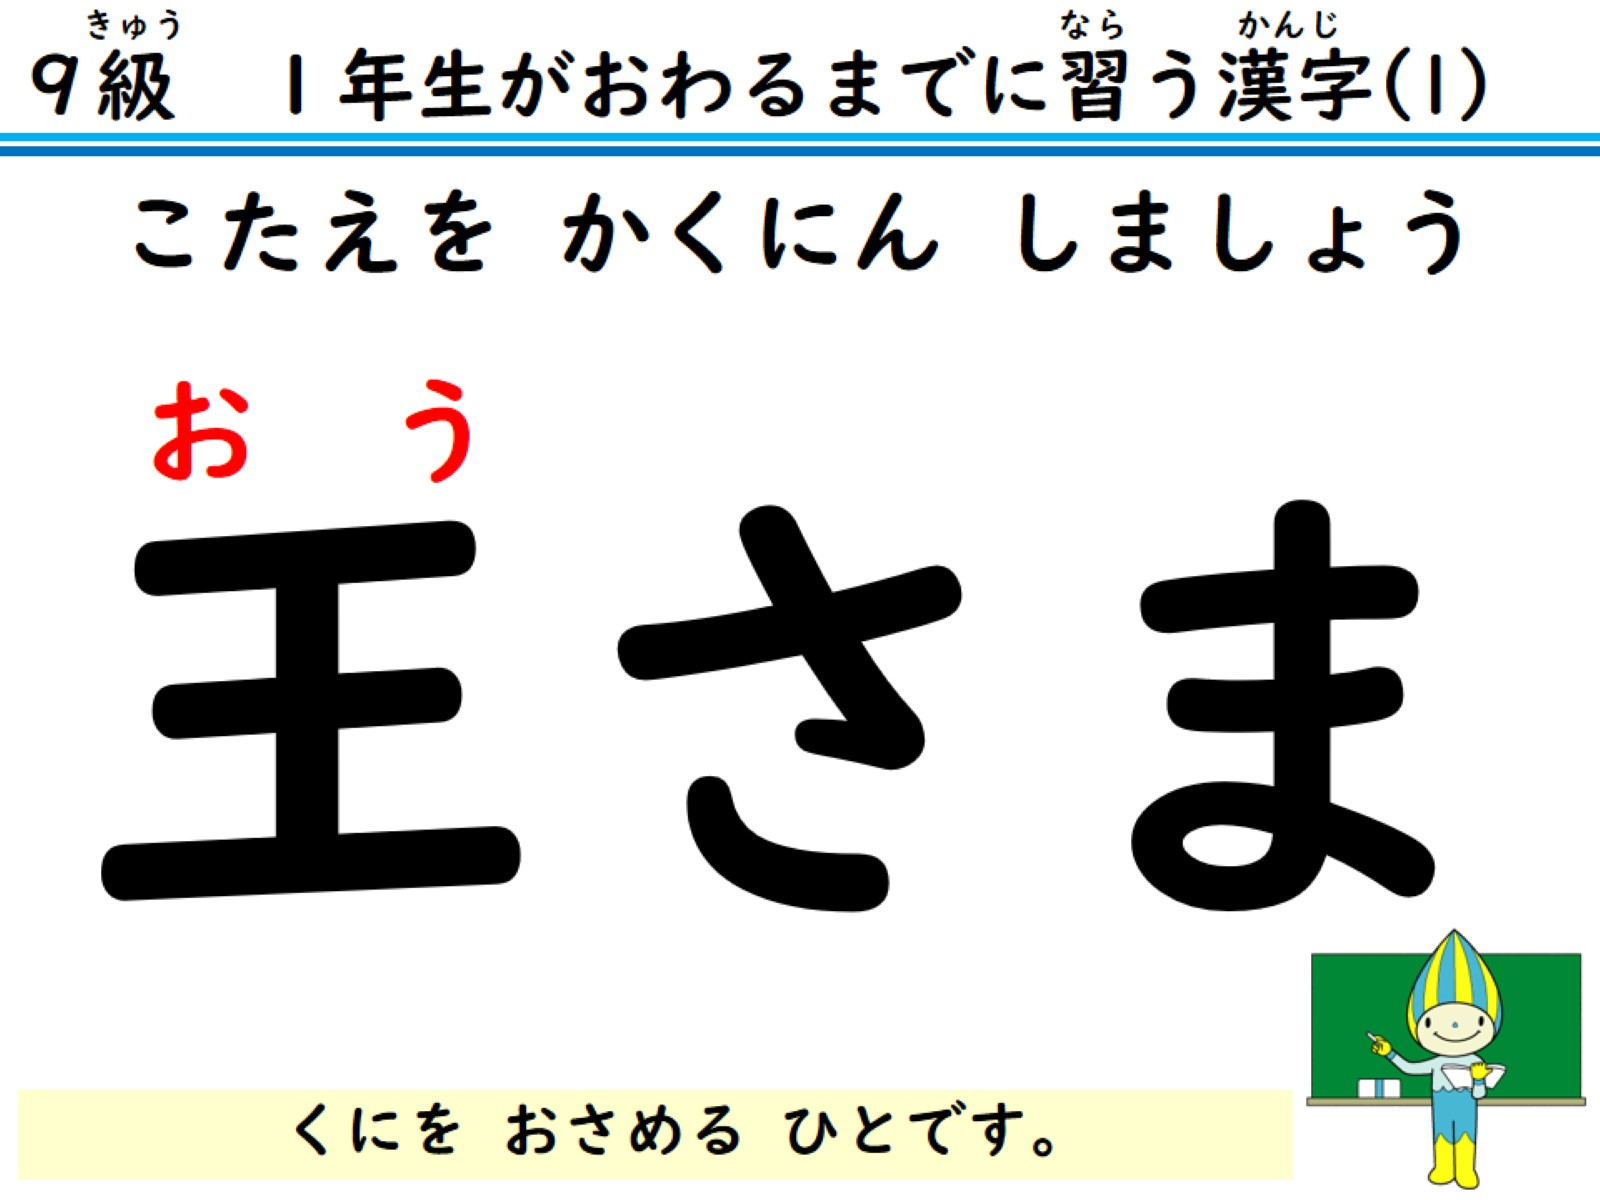 きゅう なら かんじ
9級 1年生がおわるまでに習う漢字(1)
こたえを かくにん しましょう
おう
王さま
くにを おさめる ひとです。